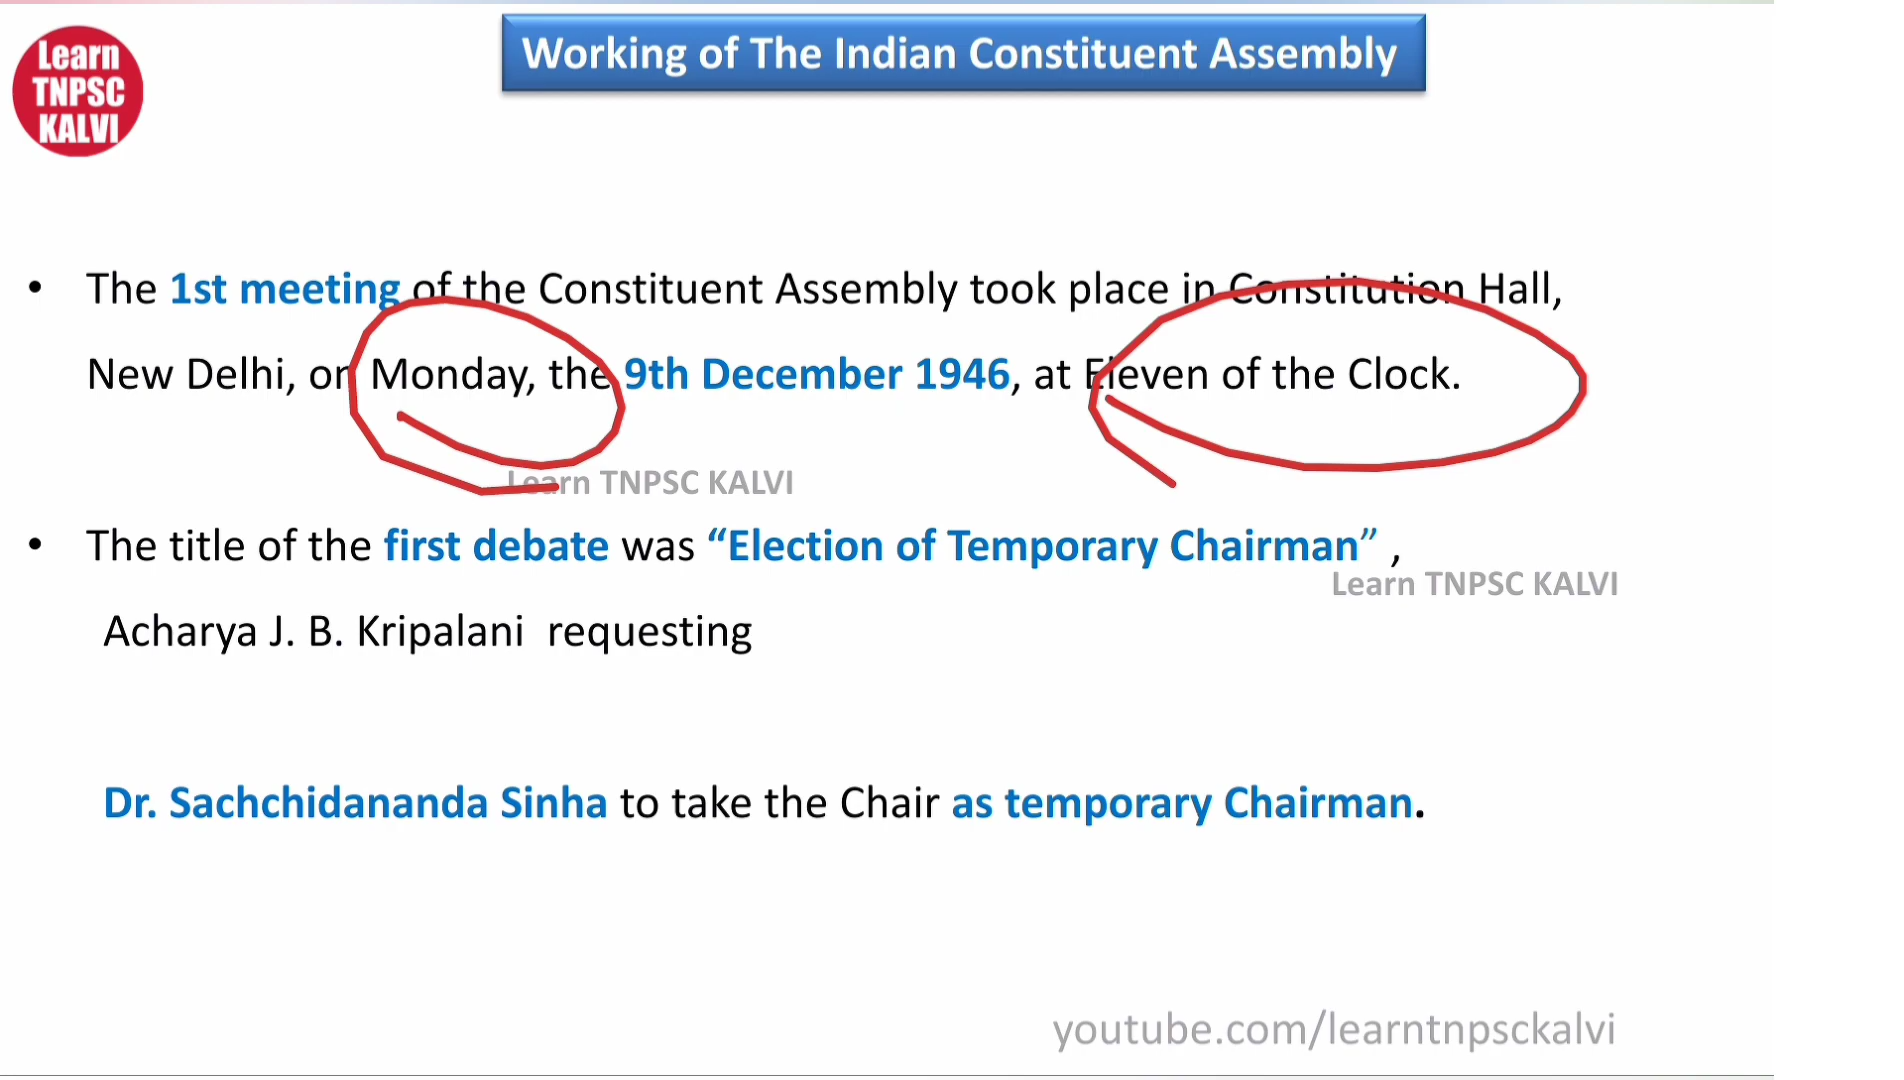 Learn
TNPSC
KALVI
Working of The Indian Constituent Assembly
• The 1st meeting of the Constituent Assembly took place in Constitution Hall,
New Delhi, on Monday, the 9th December 1946, at Eleven of the Clock.
Learn TNPSC KALVI
• The title of the first debate was “Election of Temporary Chairman” ,
Learn TNPSC KALVI
Acharya J. B. Kripalani requesting
Dr. Sachchidananda Sinha to take the Chair as temporary Chairman.
youtube.com/learntnpsckalvi